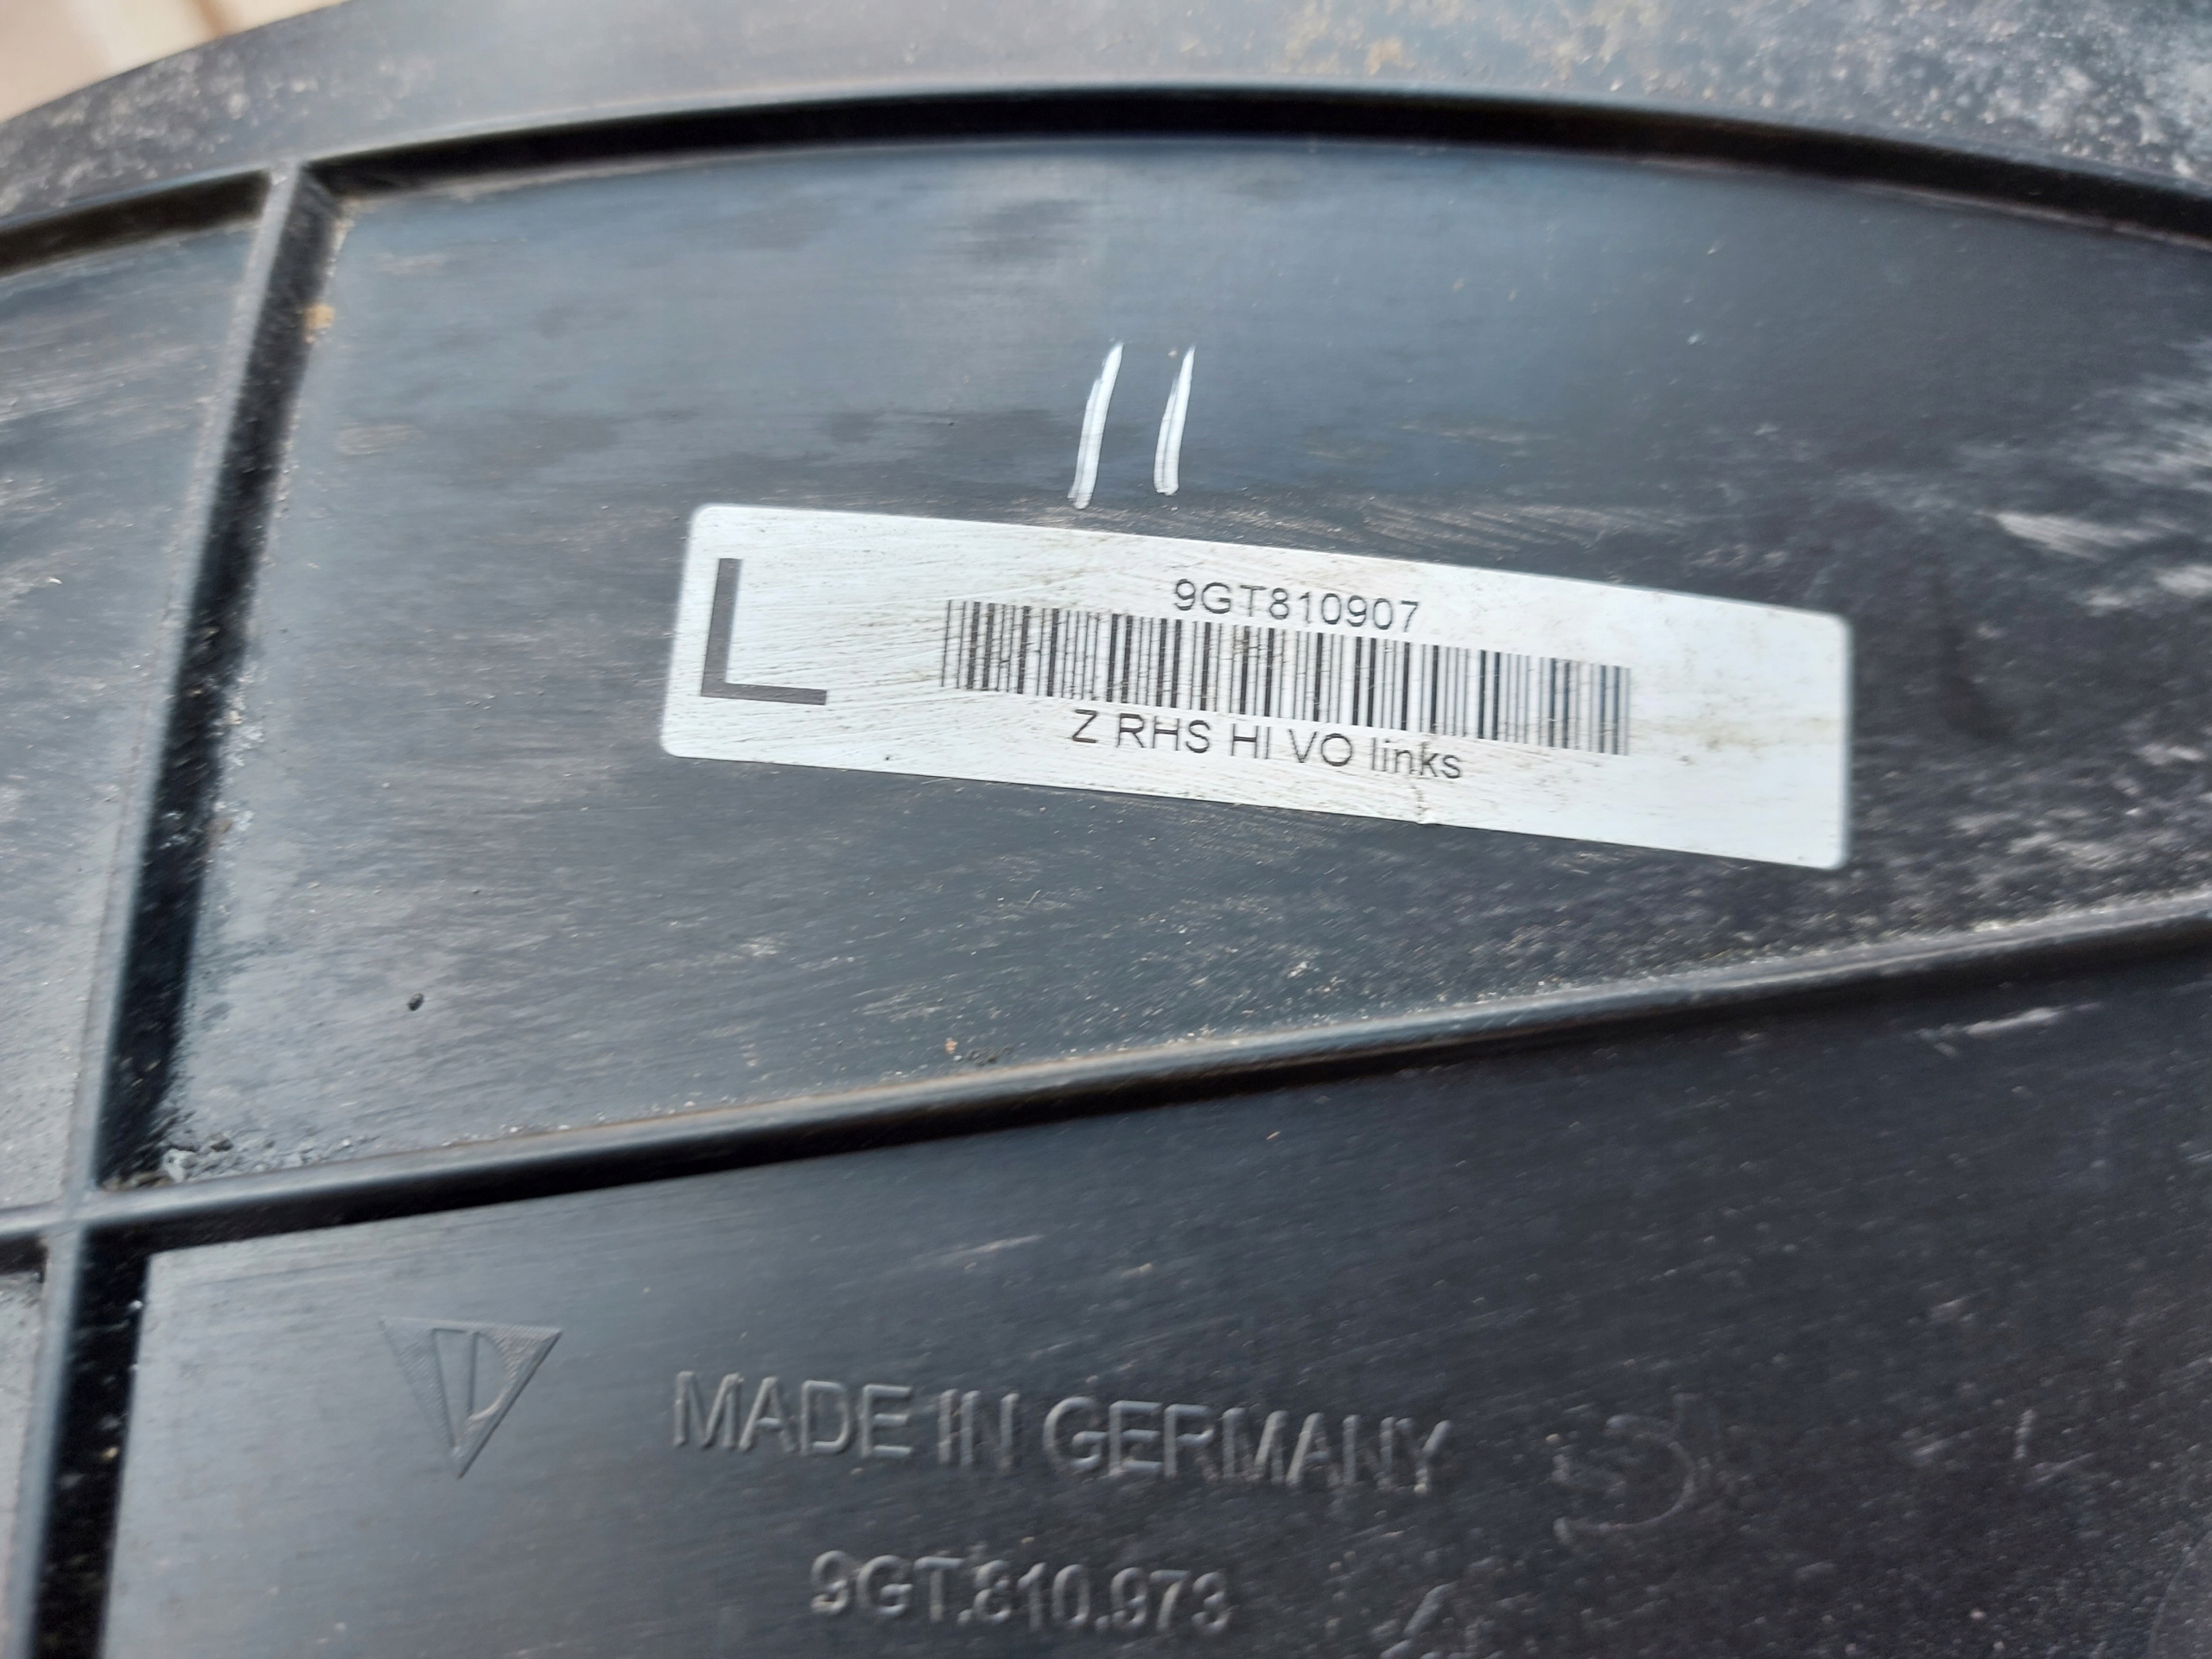 11
L
9GT810907
Z RHS HI VO links
MADE IN GERMANY
9GT.810.973